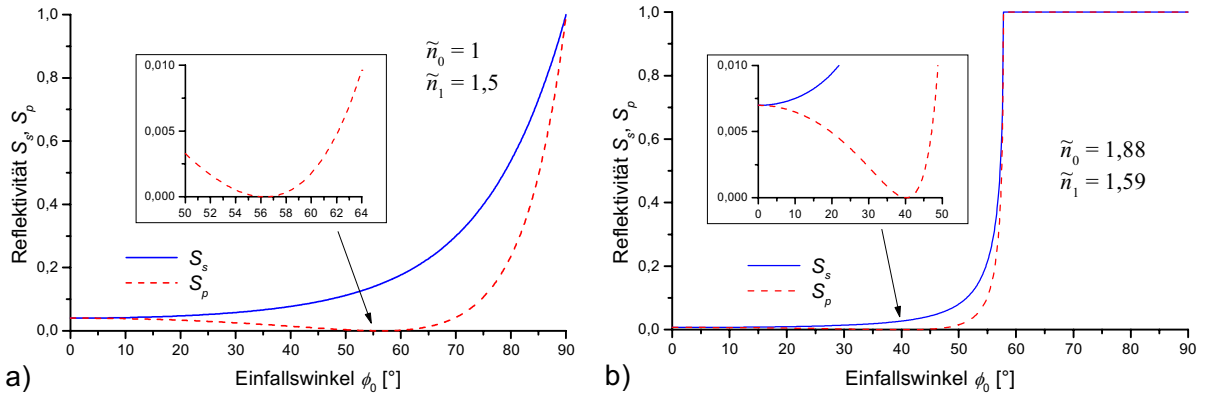 1,0
0,8
0,6
0,4
0,2
0,0
Reflektivität S_s, S_p
0,010
0,005
0,000
50 52 54 56 58 60 62 64
ñ_0 = 1
ñ_1 = 1,5
S_s
S_p
0 10 20 30 40 50 60 70 80 90
Einfallswinkel ϕ_0 [°]
a)
1,0
0,8
0,6
0,4
0,2
0,0
Reflektivität S_s, S_p
0,010
0,005
0,000
0 10 20 30 40 50
ñ_0 = 1,88
ñ_1 = 1,59
S_s
S_p
0 10 20 30 40 50 60 70 80 90
Einfallswinkel ϕ_0 [°]
b)